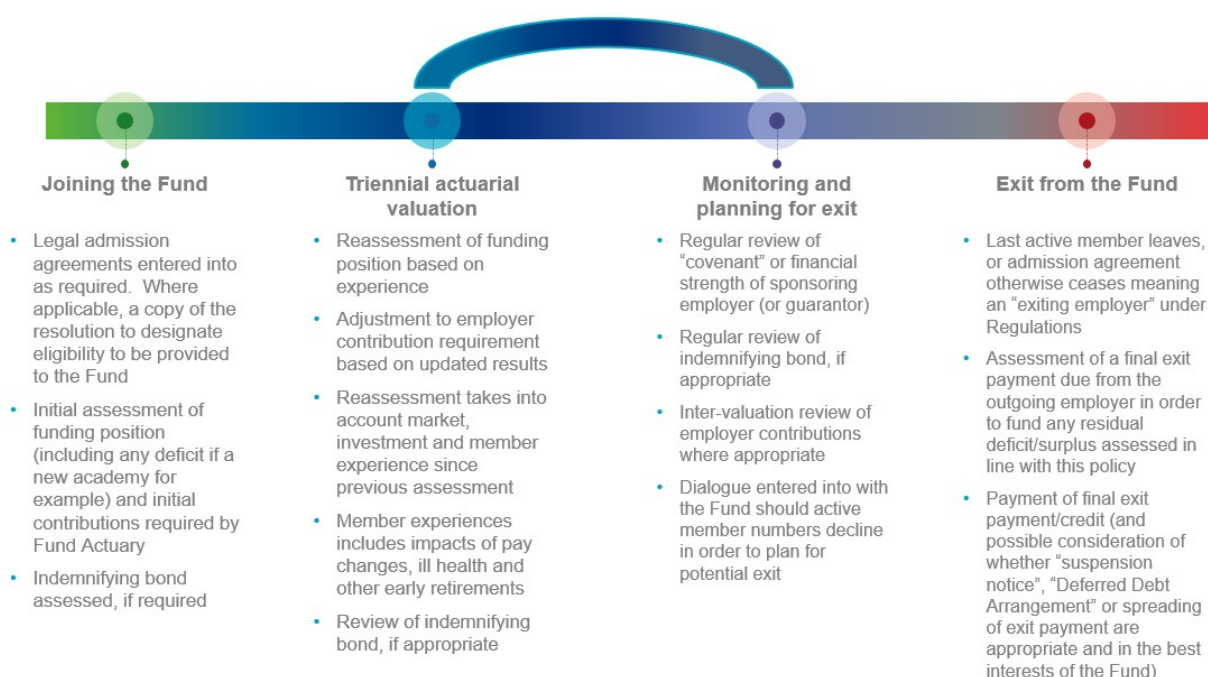 Joining the Fund
• Legal admission
agreements entered into
as required.  Where
applicable, a copy of the
resolution to designate
eligibility to be provided
to the Fund
• Initial assessment of
funding position
(including any deficit if a
new academy for
example) and initial
contributions required by
Fund Actuary
• Indemnifying bond
assessed, if required
Triennial actuarial
valuation
• Reassessment of funding
position based on
experience
• Adjustment to employer
contribution requirement
based on updated results
• Reassessment takes into
account market,
investment and member
experience since
previous assessment
• Member experiences
includes impacts of pay
changes, ill health and
other early retirements
• Review of indemnifying
bond, if appropriate
Monitoring and
planning for exit
• Regular review of
“covenant” or financial
strength of sponsoring
employer (or guarantor)
• Regular review of
indemnifying bond, if
appropriate
• Inter-valuation review of
employer contributions
where appropriate
• Dialogue entered into with
the Fund should active
member numbers decline
in order to plan for
potential exit
Exit from the Fund
• Last active member leaves,
or admission agreement
otherwise ceases meaning
an “exiting employer” under
Regulations
• Assessment of a final exit
payment due from the
outgoing employer in order
to fund any residual
deficit/surplus assessed in
line with this policy
• Payment of final exit
payment/credit (and
possible consideration of
whether “suspension
notice”, “Deferred Debt
Arrangement” or spreading
of exit payment are
appropriate and in the best
interests of the Fund)